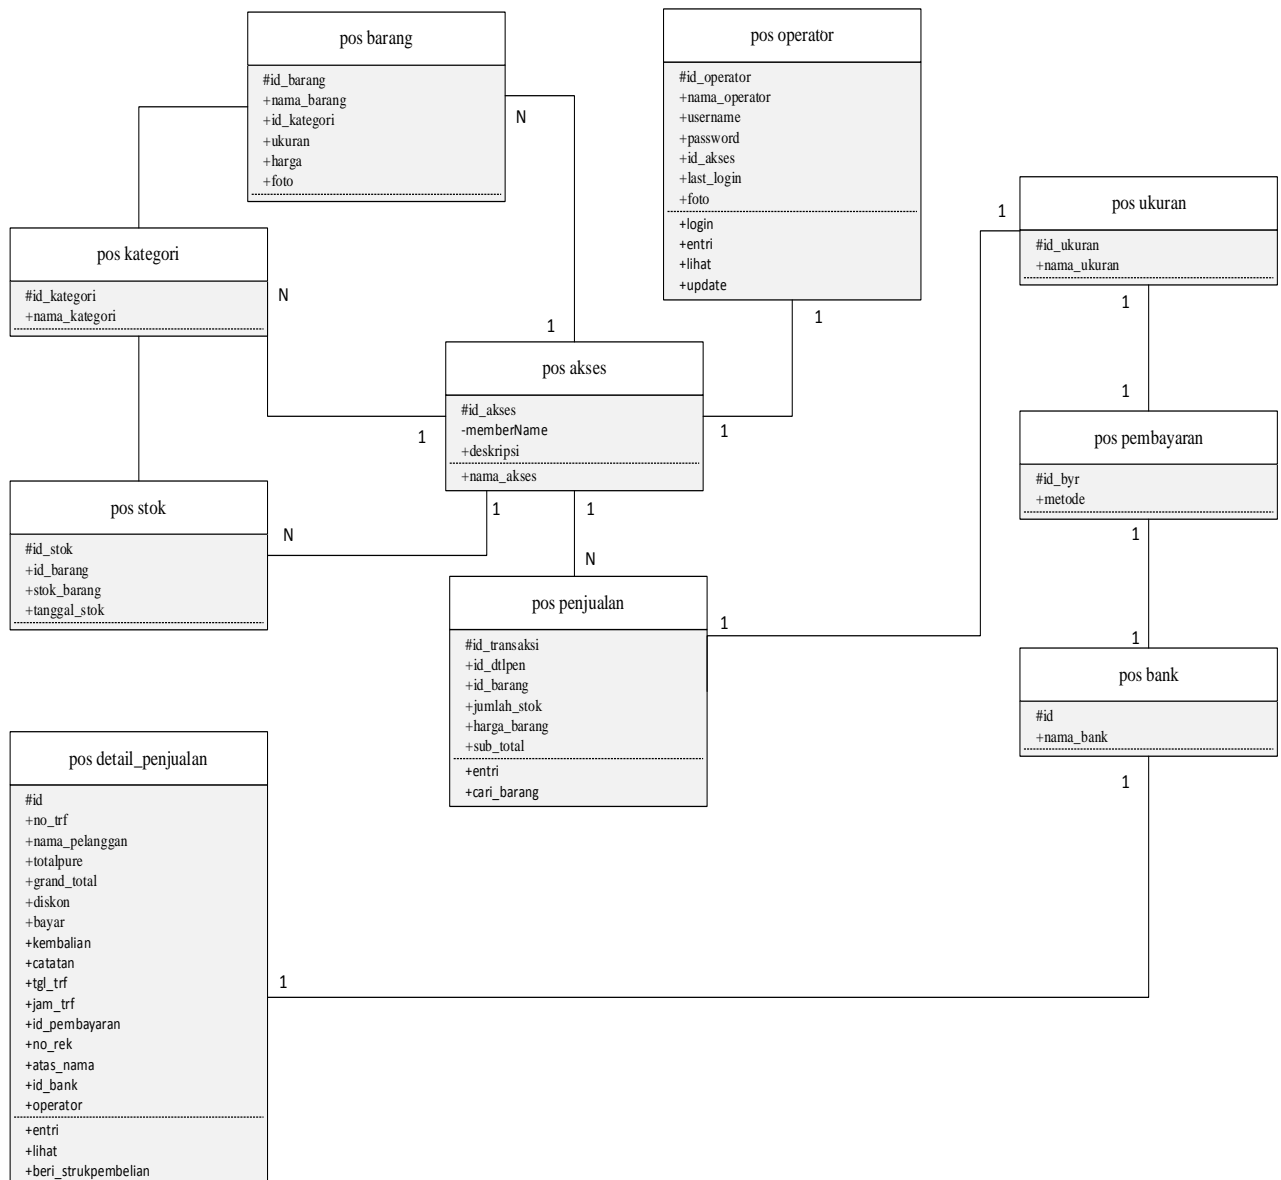 pos barang
#id_barang
+nama_barang
+id_kategori
+ukuran
+harga
+foto
N
1
pos operator
#id_operator
+nama_operator
+username
+password
+id_akses
+last_login
+foto
+login
+entri
+lihat
+update
1
pos ukuran
#id_ukuran
+nama_ukuran
1
1
pos kategori
#id_kategori
+nama_kategori
N
1
pos akses
#id_akses
-memberName
+deskripsi
+nama_akses
1
1
1
pos pembayaran
#id_byr
+metode
1
1
pos stok
#id_stok
+id_barang
+stok_barang
+tanggal_stok
N
N
pos penjualan
#id_transaksi
+id_dtlpen
+id_barang
+jumlah_stok
+harga_barang
+sub_total
+entri
+cari_barang
1
1
pos bank
#id
+nama_bank
1
pos detail_penjualan
#id
+no_trf
+nama_pelanggan
+totalpure
+grand_total
+diskon
+bayar
+kembalian
+catatan
+tgl_trf
+jam_trf
+id_pembayaran
+no_rek
+atas_nama
+id_bank
+operator
+entri
+lihat
+beri_strukpembelian
1